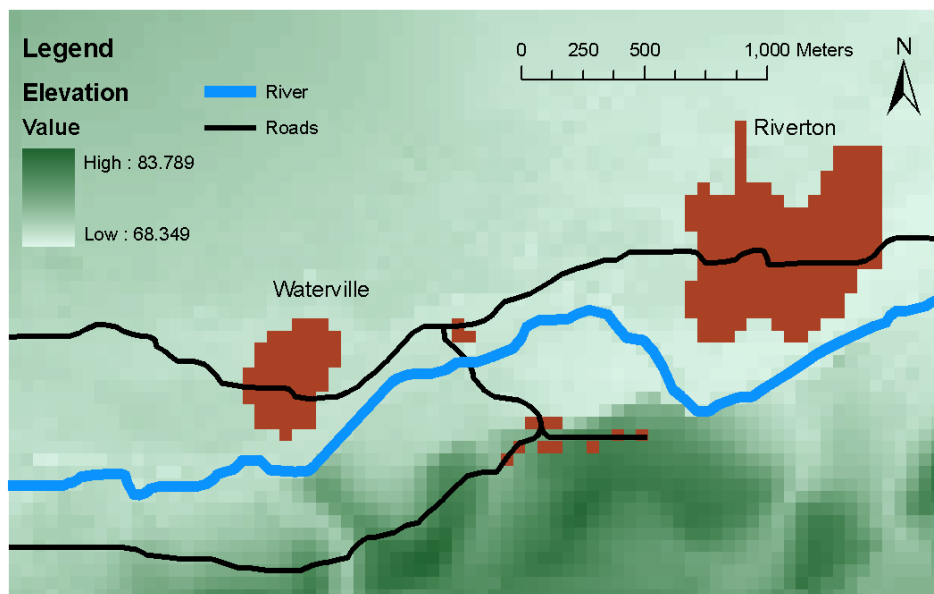 Legend
Elevation
Value
High : 83.789
Low : 68.349
River
Roads
0 250 500 1,000 Meters
N
Riverton
Waterville